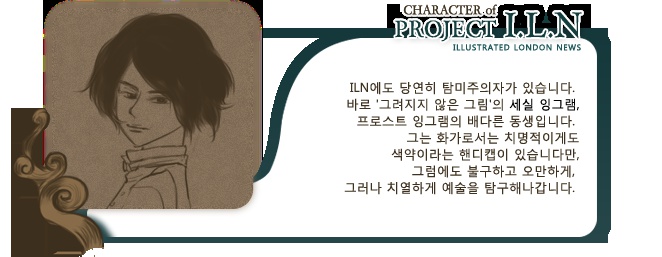 CHARACTER of
PROJECT I.L.N
ILLUSTRATED LONDON NEWS
ILN에도 당연히 탐미주의자가 있습니다.
바로 '그려지지 않은 그림'의 세실 잉그램,
프로스트 잉그램의 배다른 동생입니다.
그는 화가로서는 치명적이게도
색약이라는 핸디캡이 있습니다만,
그럼에도 불구하고 오만하게,
그러나 치열하게 예술을 탐구해나갑니다.